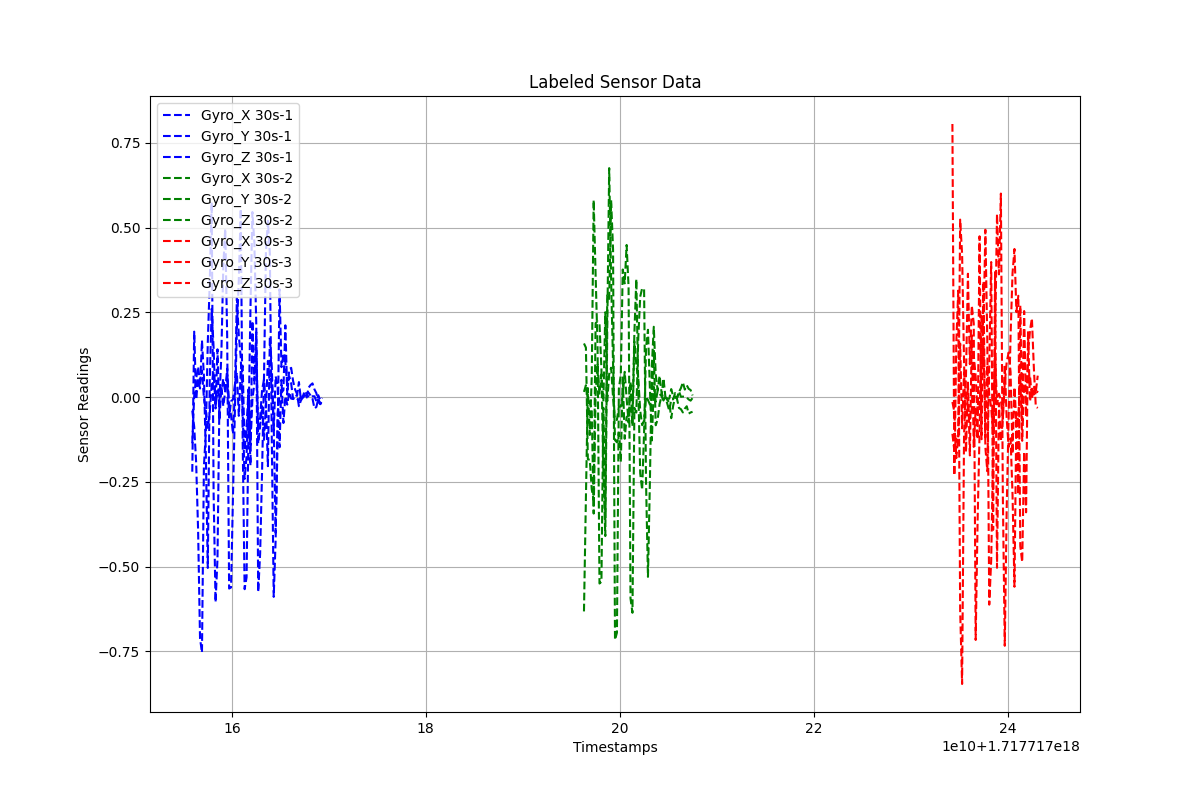 Labeled Sensor Data
Gyro_X 30s-1
Gyro_Y 30s-1
Gyro_Z 30s-1
Gyro_X 30s-2
Gyro_Y 30s-2
Gyro_Z 30s-2
Gyro_X 30s-3
Gyro_Y 30s-3
Gyro_Z 30s-3
0.75
0.50
0.25
0.00
−0.25
−0.50
−0.75
Sensor Readings
16 18 20 22 24
Timestamps
1e10+1.717717e18